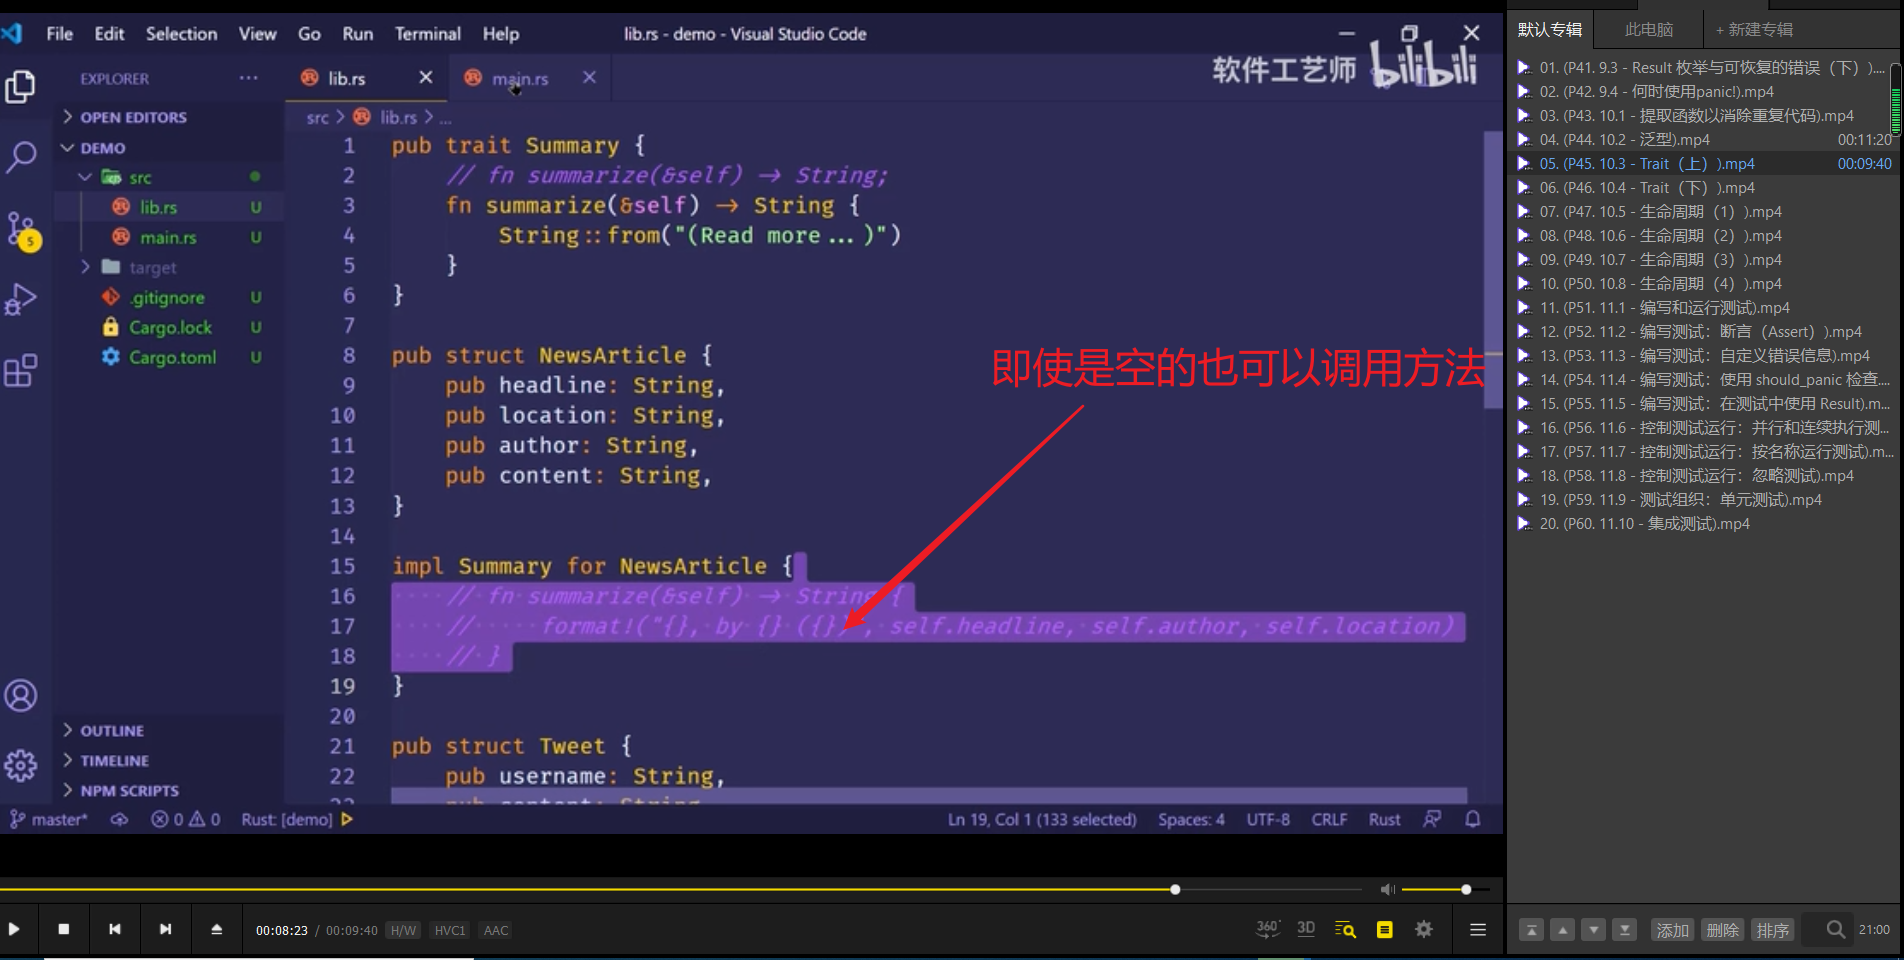 File Edit Selection View Go Run Terminal Help lib.rs - demo - Visual Studio Code
软件工艺师 bilibili
EXPLORER ···
lib.rs main.rs
src > lib.rs > ...
OPEN EDITORS
DEMO
src
lib.rs U
main.rs U
target
.gitignore U
Cargo.lock U
Cargo.toml U
OUTLINE
TIMELINE
NPM SCRIPTS
5
1 pub trait Summary {
2 // fn summarize(&self) → String;
3 fn summarize(&self) → String {
4 String::from("(Read more...)")
5 }
6 }
7
8 pub struct NewsArticle {
9 pub headline: String,
10 pub location: String,
11 pub author: String,
12 pub content: String,
13 }
14
15 impl Summary for NewsArticle {
16 // fn summarize(&self) → String {
17 // format!("{}, by {} ({})", self.headline, self.author, self.location)
18 // }
19 }
20
21 pub struct Tweet {
22 pub username: String,
即使是空的也可以调用方法
master* 0 0 Rust: [demo] Ln 19, Col 1 (133 selected) Spaces: 4 UTF-8 CRLF Rust
00:08:23 / 00:09:40 H/W HVC1 AAC
360° 3D
默认专辑 此电脑 + 新建专辑
01. (P41. 9.3 - Result 枚举与可恢复的错误（下）)....
02. (P42. 9.4 - 何时使用panic!).mp4
03. (P43. 10.1 - 提取函数以消除重复代码).mp4
04. (P44. 10.2 - 泛型).mp4 00:11:20
05. (P45. 10.3 - Trait（上）).mp4 00:09:40
06. (P46. 10.4 - Trait（下）).mp4
07. (P47. 10.5 - 生命周期（1）).mp4
08. (P48. 10.6 - 生命周期（2）).mp4
09. (P49. 10.7 - 生命周期（3）).mp4
10. (P50. 10.8 - 生命周期（4）).mp4
11. (P51. 11.1 - 编写和运行测试).mp4
12. (P52. 11.2 - 编写测试：断言（Assert）).mp4
13. (P53. 11.3 - 编写测试：自定义错误信息).mp4
14. (P54. 11.4 - 编写测试：使用 should_panic 检查...
15. (P55. 11.5 - 编写测试：在测试中使用 Result).m...
16. (P56. 11.6 - 控制测试运行：并行和连续执行测...
17. (P57. 11.7 - 控制测试运行：按名称运行测试).m...
18. (P58. 11.8 - 控制测试运行：忽略测试).mp4
19. (P59. 11.9 - 测试组织：单元测试).mp4
20. (P60. 11.10 - 集成测试).mp4
添加 删除 排序 21:00